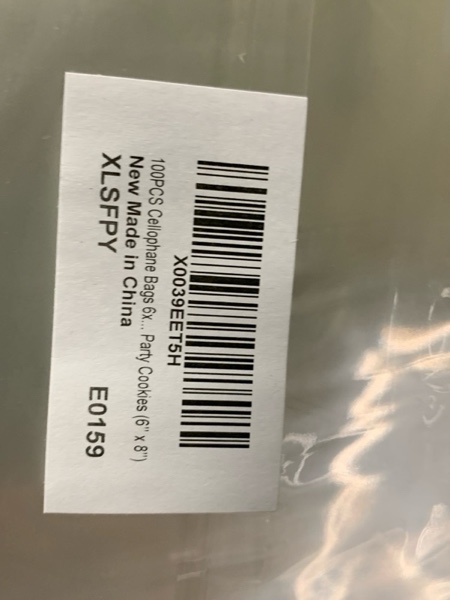 X0039EET5H
100PCS Cellophane Bags 6x... Party Cookies (6" x 8")
New Made in China
XLSFPY E0159